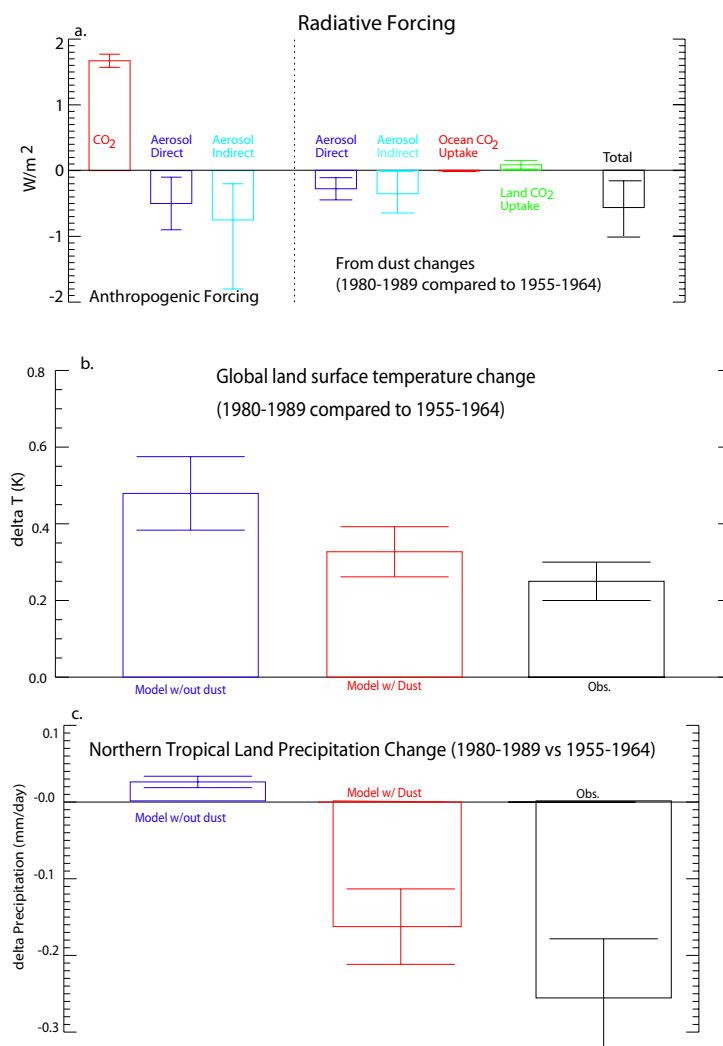 Radiative Forcing
a.
2
1
0
-1
-2
W/m 2
CO2
Aerosol
Direct
Aerosol
Indirect
Aerosol
Direct
Aerosol
Indirect
Ocean CO2
Uptake
Land CO2
Uptake
Total
Anthropogenic Forcing
From dust changes
(1980-1989 compared to 1955-1964)
b.
Global land surface temperature change
(1980-1989 compared to 1955-1964)
0.8
0.6
0.4
0.2
0.0
delta T (K)
Model w/out dust
Model w/ Dust
Obs.
c.
Northern Tropical Land Precipitation Change (1980-1989 vs 1955-1964)
0.1
-0.0
-0.1
-0.2
-0.3
delta Precipitation (mm/day)
Model w/out dust
Model w/ Dust
Obs.